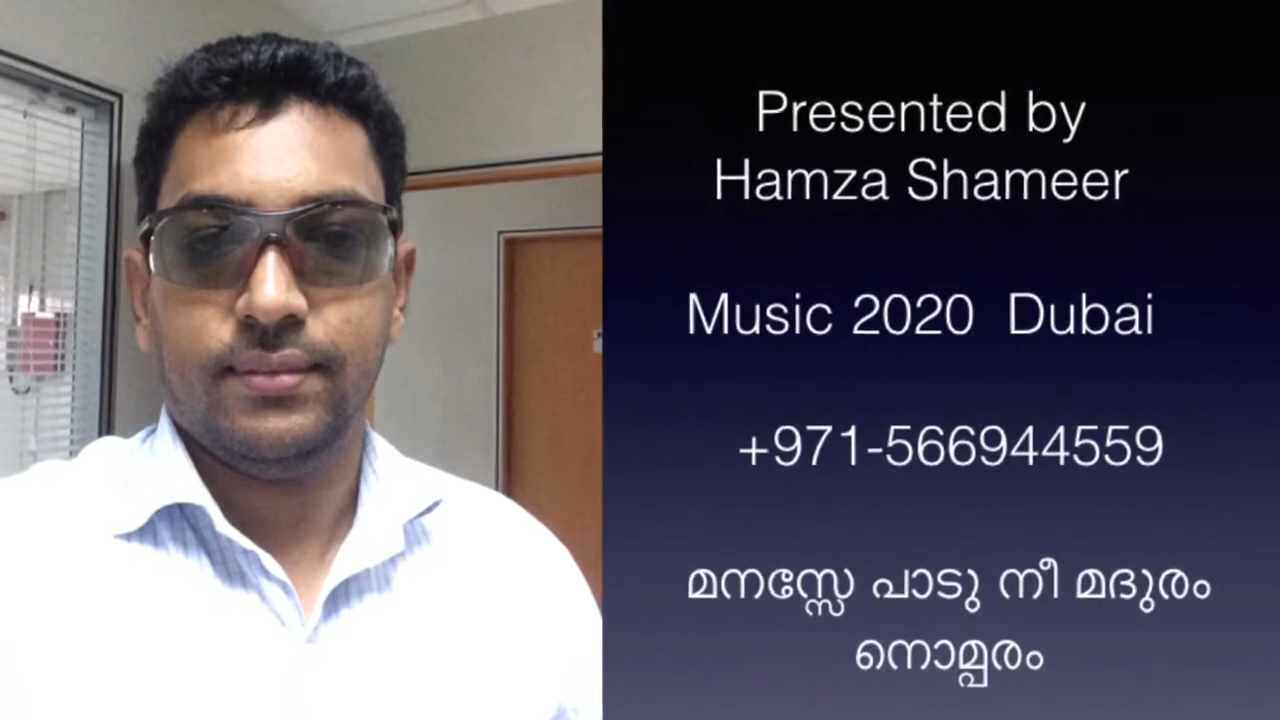 Presented by
Hamza Shameer
Music 2020 Dubai
+971-566944559
മനസ്സേ പാടു നീ മദുരം
നൊമ്പരം